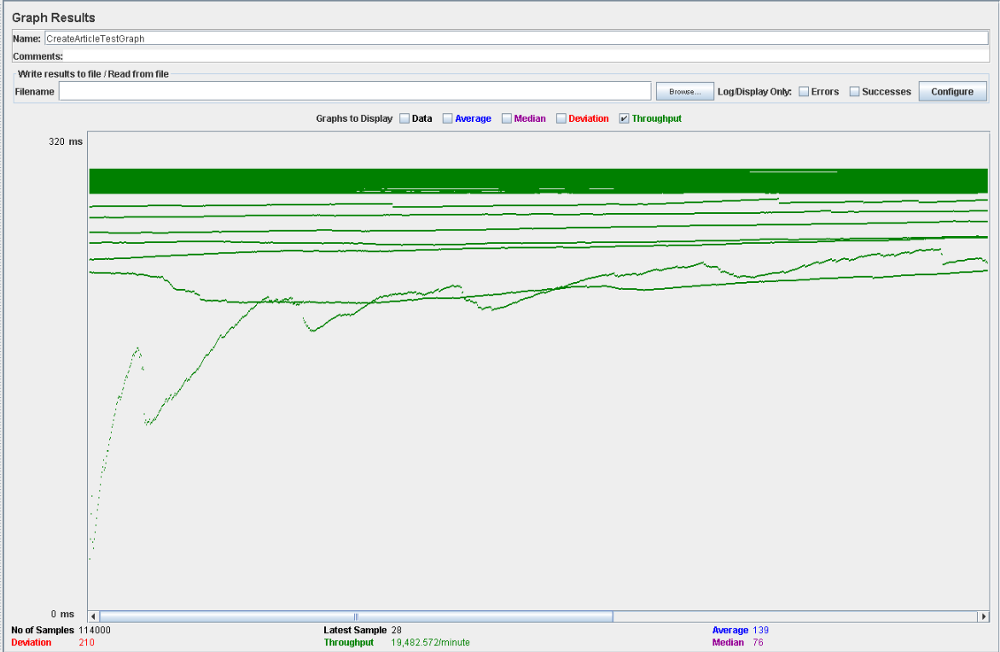 Graph Results
Name: CreateArticleTestGraph
Comments:
Write results to file / Read from file
Filename Browse... Log/Display Only: Errors Successes Configure
Graphs to Display Data Average Median Deviation Throughput
320 ms
0 ms
No of Samples 114000 Latest Sample 28 Average 139
Deviation 210 Throughput 19,482.572/minute Median 76